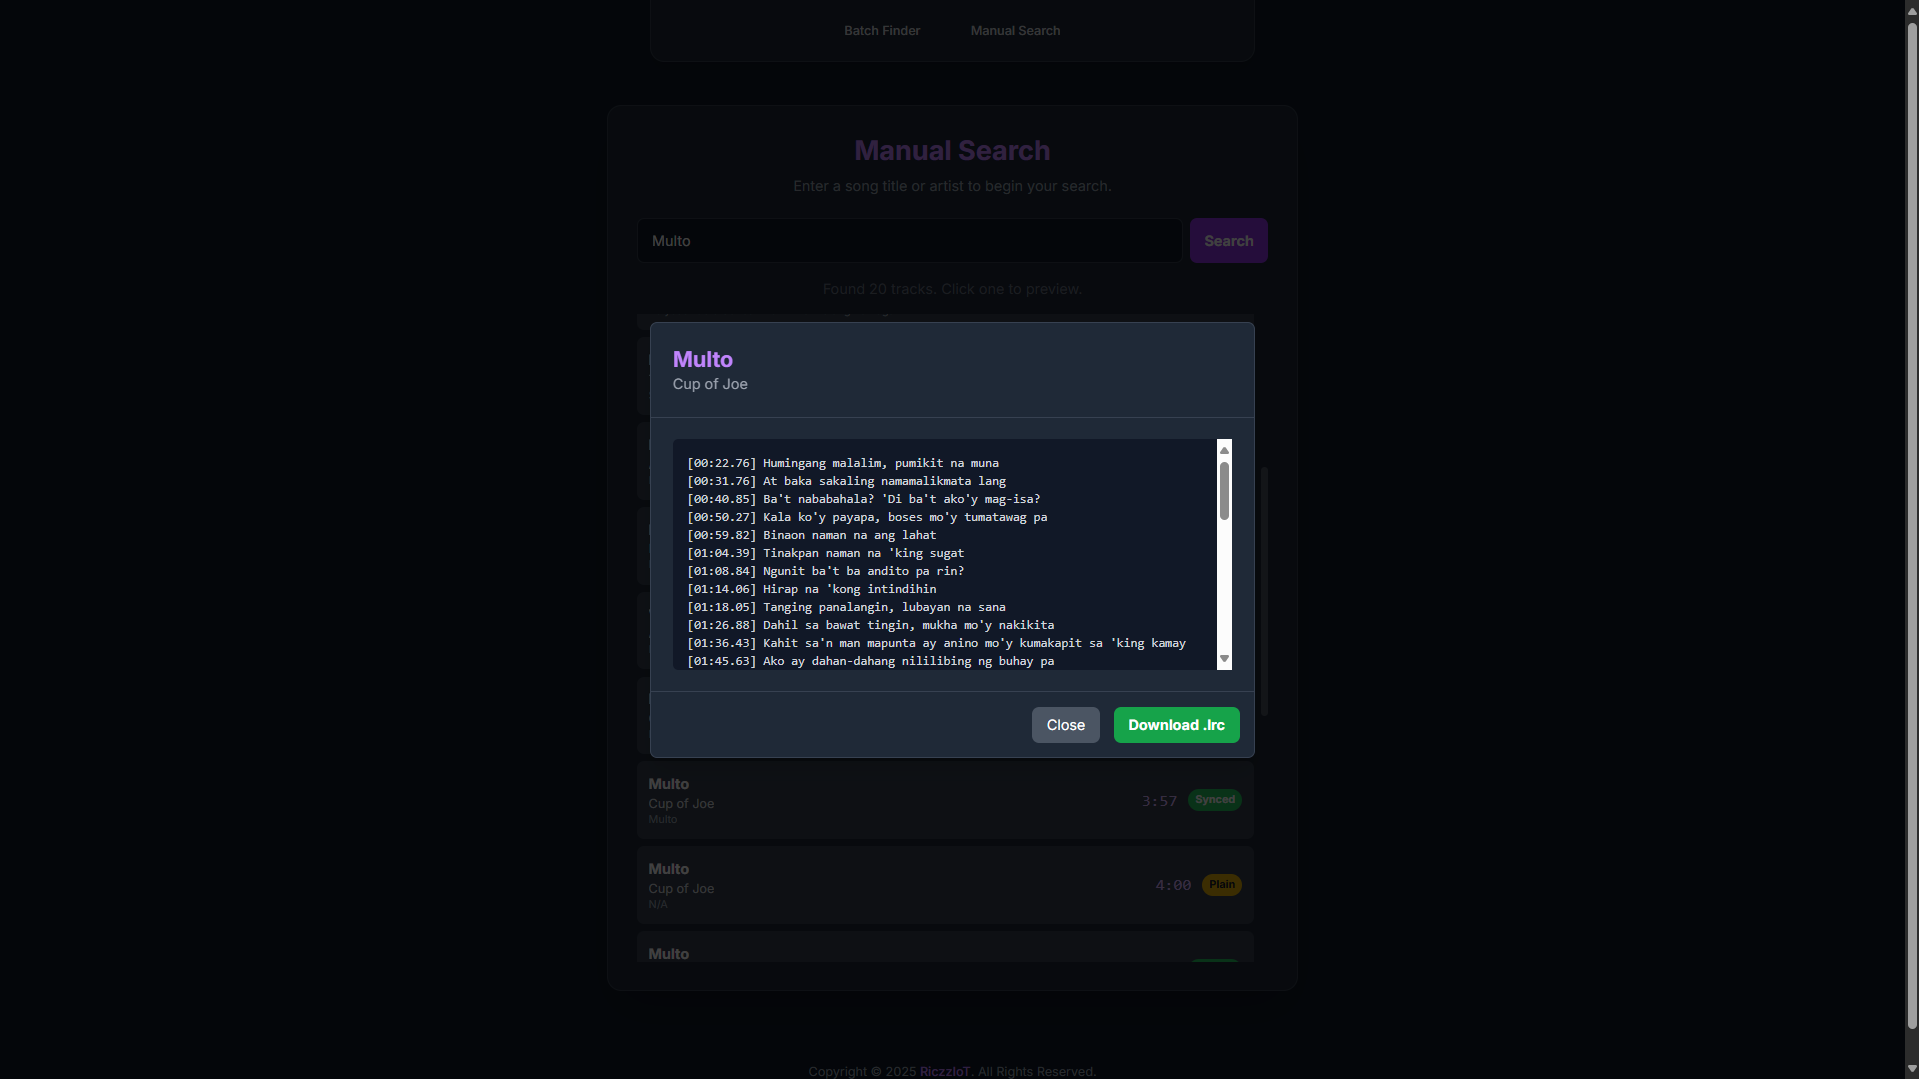 Batch Finder
Manual Search
Manual Search
Enter a song title or artist to begin your search.
Multo
Search
Found 20 tracks. Click one to preview.
Multo
Cup of Joe
[00:22.76] Humingang malalim, pumikit na muna
[00:31.76] At baka sakaling namamalikmata lang
[00:40.85] Ba't nababahala? 'Di ba't ako'y mag-isa?
[00:50.27] Kala ko'y payapa, boses mo'y tumatawag pa
[00:59.82] Binaon naman na ang lahat
[01:04.39] Tinakpan naman na 'king sugat
[01:08.84] Ngunit ba't ba andito pa rin?
[01:14.06] Hirap na 'kong intindihin
[01:18.05] Tanging panalangin, lubayan na sana
[01:26.88] Dahil sa bawat tingin, mukha mo'y nakikita
[01:36.43] Kahit sa'n man mapunta ay anino mo'y kumakapit sa 'king kamay
[01:45.63] Ako ay dahan-dahang nililibing ng buhay pa
Close
Download .lrc
Multo
Cup of Joe
Multo
3:57
Synced
Multo
Cup of Joe
N/A
4:00
Plain
Multo
Copyright © 2025 RiczzIoT. All Rights Reserved.